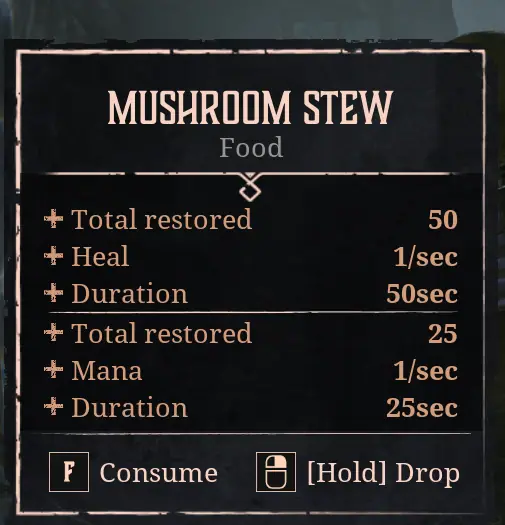 MUSHROOM STEW
Food
Total restored 50
Heal 1/sec
Duration 50sec
Total restored 25
Mana 1/sec
Duration 25sec
F Consume [Hold] Drop